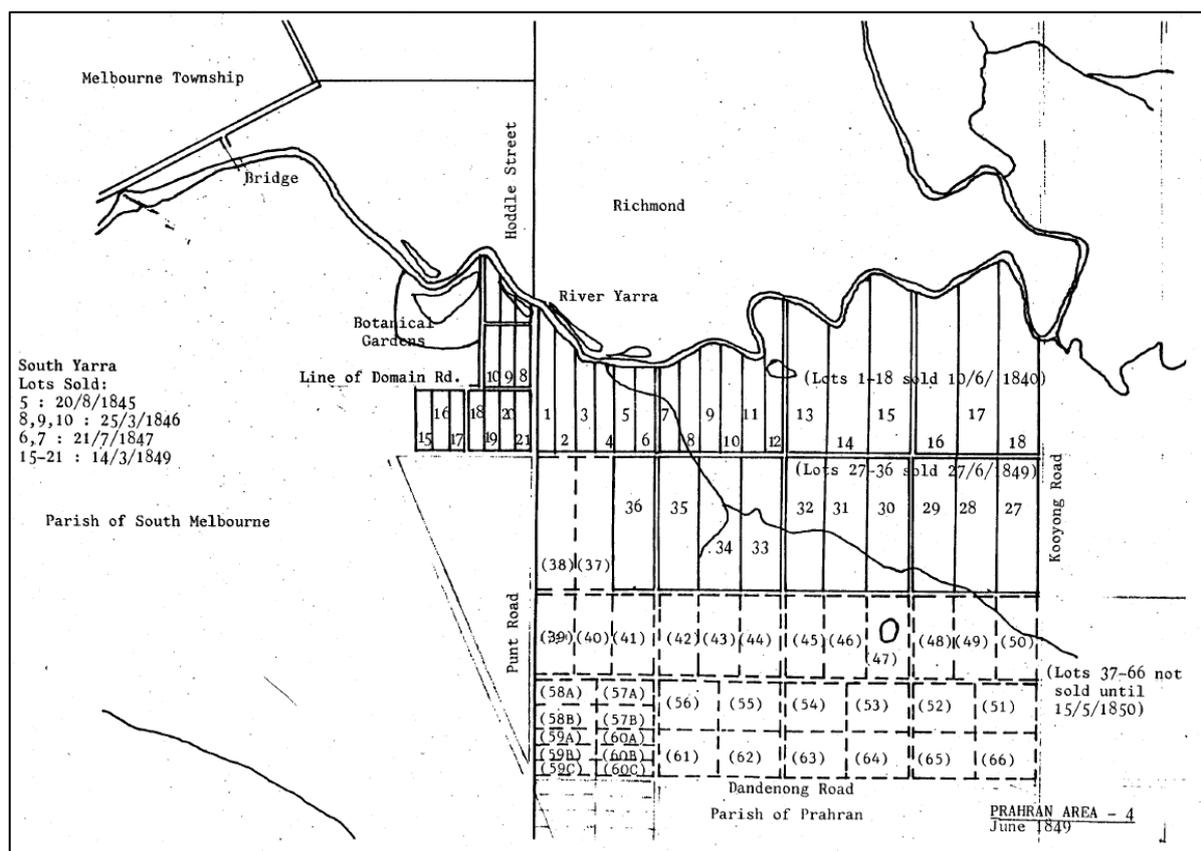 Melbourne Township
Bridge
Hoddle Street
Richmond
River Yarra
Botanical
Gardens
Line of Domain Rd.
South Yarra
Lots Sold:
5 : 20/8/1845
8,9,10 : 25/3/1846
6,7 : 21/7/1847
15-21 : 14/3/1849
10 9 8
16 18 20
15 17 19 21
(Lots 1-18 sold 10/6/ 1840)
1 3 5 7 9 11 13 15 17
2 4 6 8 10 12 14 16 18
(Lots 27-36 sold 27/6/1849)
Kooyong Road
36 35 32 31 30 29 28 27
34 33
(38) (37)
Parish of South Melbourne
Punt Road
(39) (40) (41) (42) (43) (44) (45) (46) (48) (49) (50)
(47)
(Lots 37-66 not
sold until
15/5/1850)
(58A) (57A)
(56) (55) (54) (53) (52) (51)
(58B) (57B)
(59A) (60A)
(59B) (60B) (61) (62) (63) (64) (65) (66)
(59C) (60C)
Dandenong Road
Parish of Prahran
PRAHRAN AREA - 4
June 1849